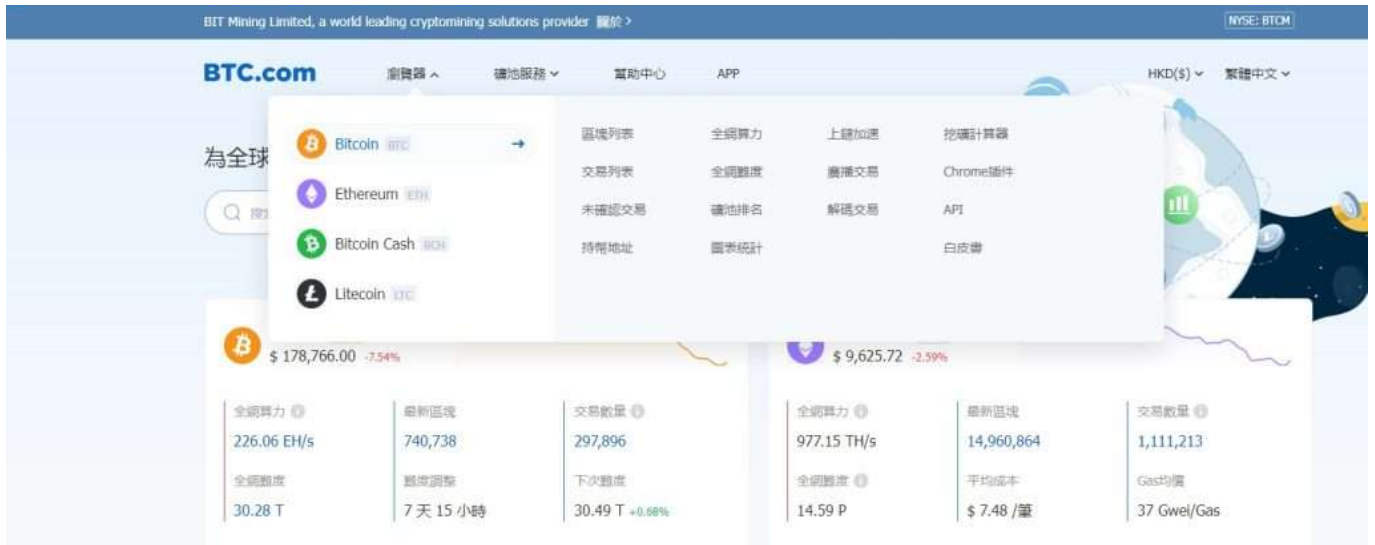 BIT Mining Limited, a world leading cryptomining solutions provider 關於 >
NYSE: BTCM
BTC.com
瀏覽器
礦池服務
幫助中心
APP
HKD($)
繁體中文
為全球
Bitcoin BTC
Ethereum ETH
Bitcoin Cash BCH
Litecoin LTC
區塊列表 全網算力 上鏈加速 挖礦計算器
交易列表 全網難度 廣播交易 Chrome插件
未確認交易 礦池排名 解碼交易 API
持幣地址 圖表統計 白皮書
$ 178,766.00 -7.54%
$ 9,625.72 -2.59%
全網算力 最新區塊 交易數量
226.06 EH/s 740,738 297,896
全網難度 難度調整 下次難度
30.28 T 7 天 15 小時 30.49 T +0.68%
全網算力 最新區塊 交易數量
977.15 TH/s 14,960,864 1,111,213
全網難度 平均成本 Gas均價
14.59 P $ 7.48 /筆 37 Gwei/Gas